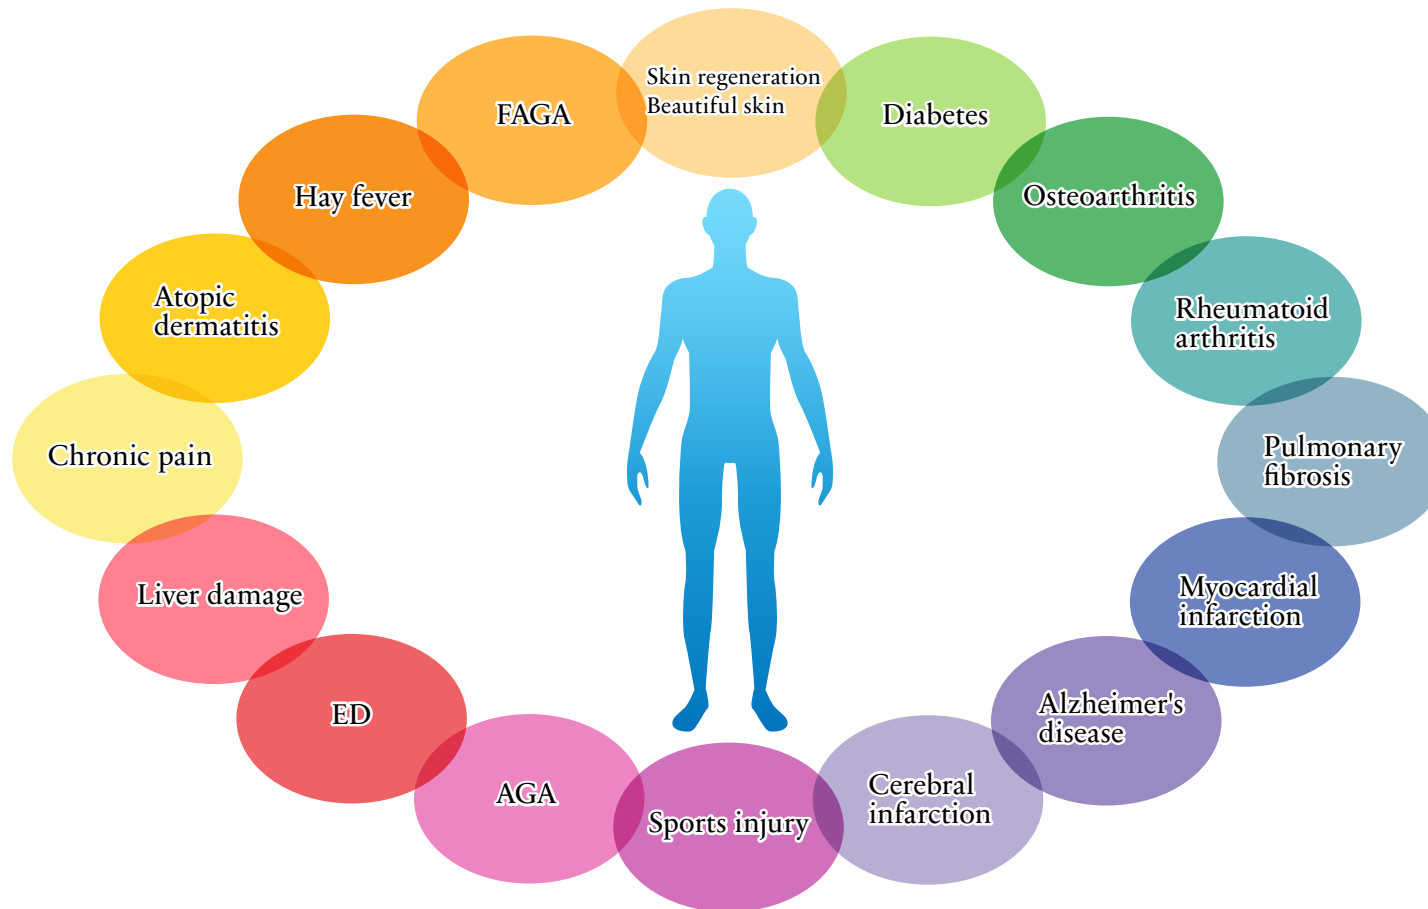 Skin regeneration
Beautiful skin
Diabetes
Osteoarthritis
Rheumatoid
arthritis
Pulmonary
fibrosis
Myocardial
infarction
Alzheimer's
disease
Cerebral
infarction
Sports injury
AGA
ED
Liver damage
Chronic pain
Atopic
dermatitis
Hay fever
FAGA